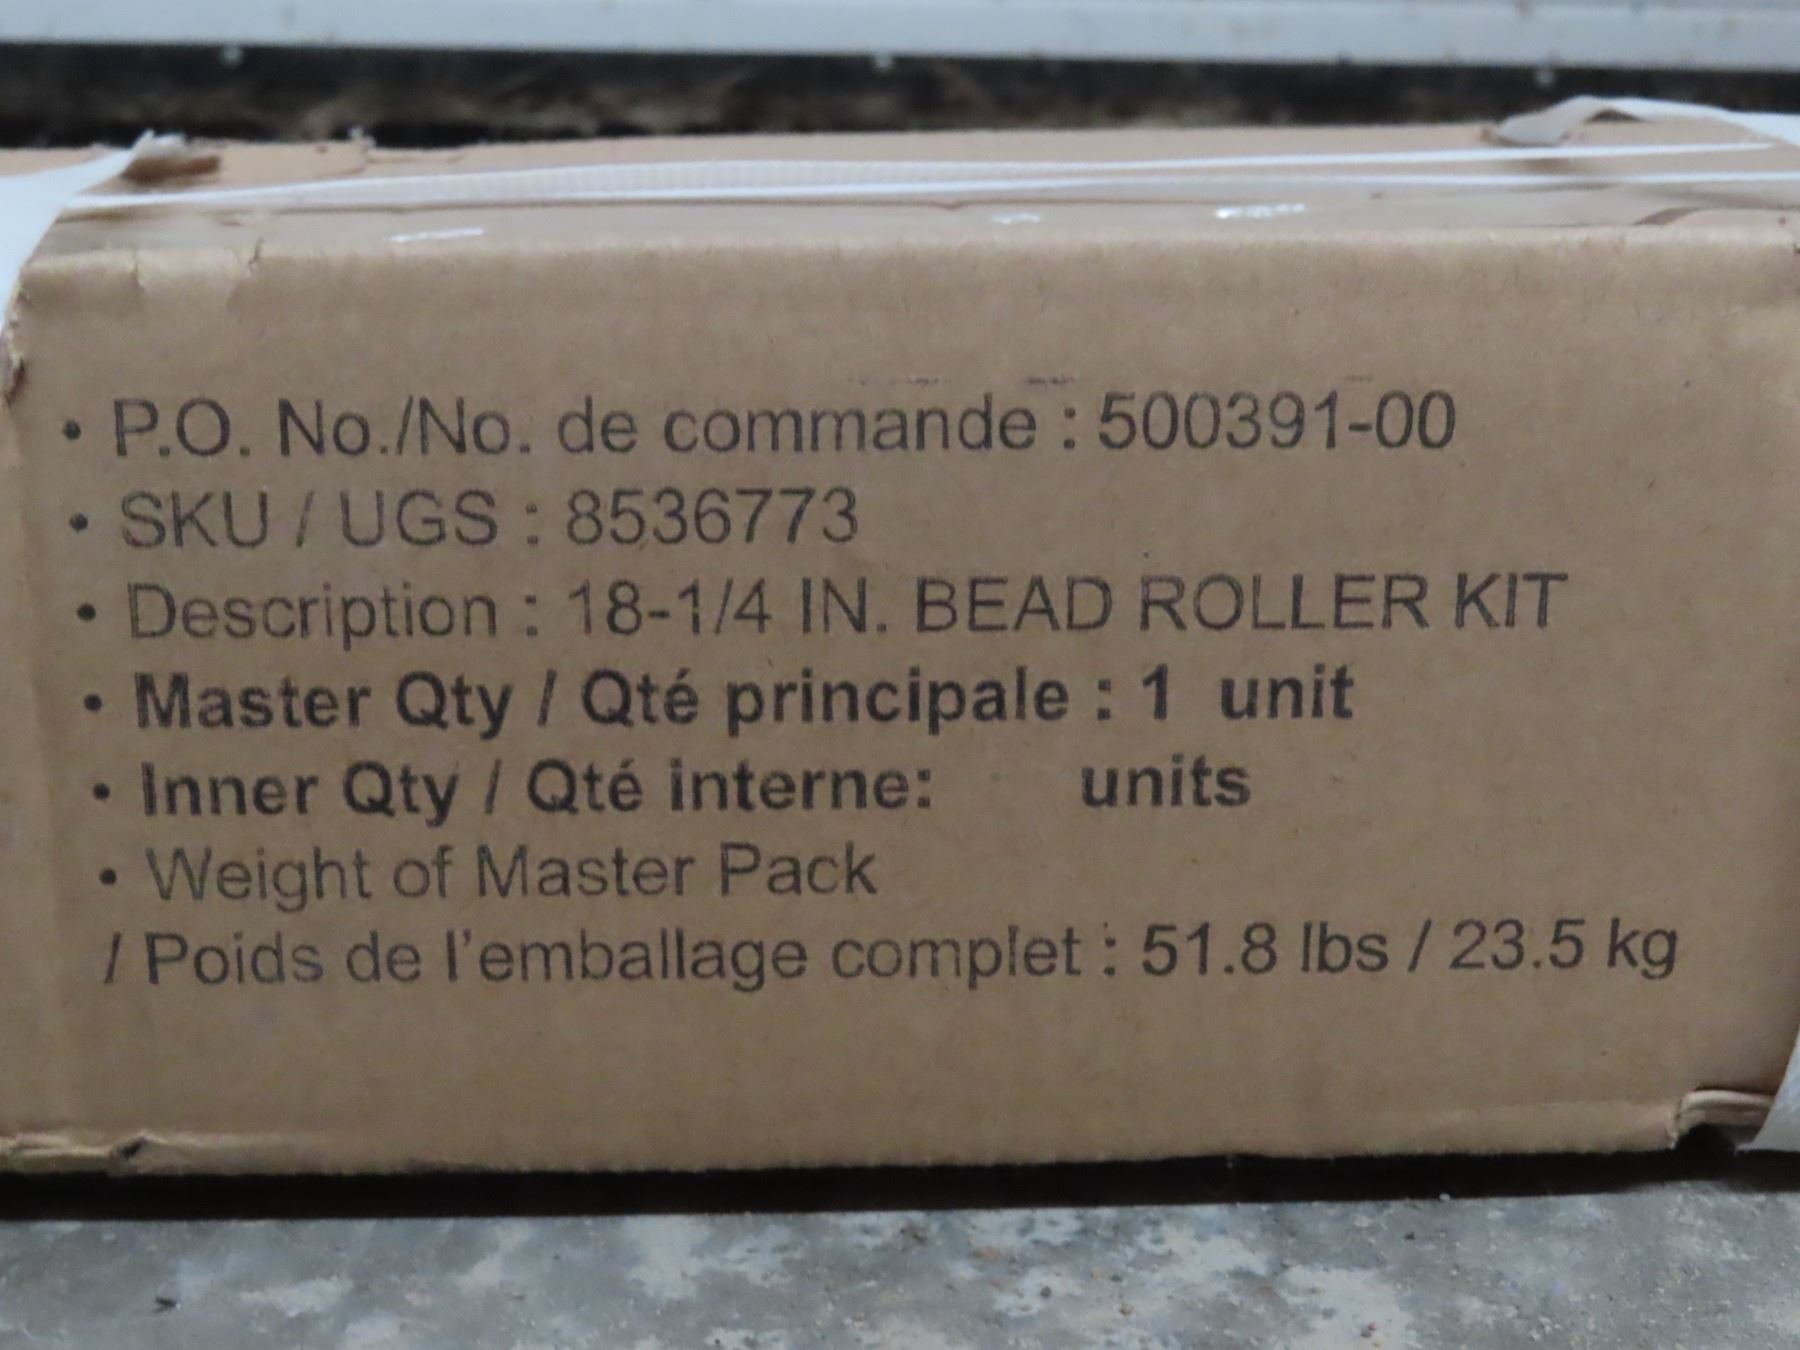 • P.O. No./No. de commande : 500391-00
• SKU / UGS : 8536773
• Description : 18-1/4 IN. BEAD ROLLER KIT
• Master Qty / Qté principale : 1 unit
• Inner Qty / Qté interne: units
• Weight of Master Pack
/ Poids de l'emballage complet : 51.8 lbs / 23.5 kg